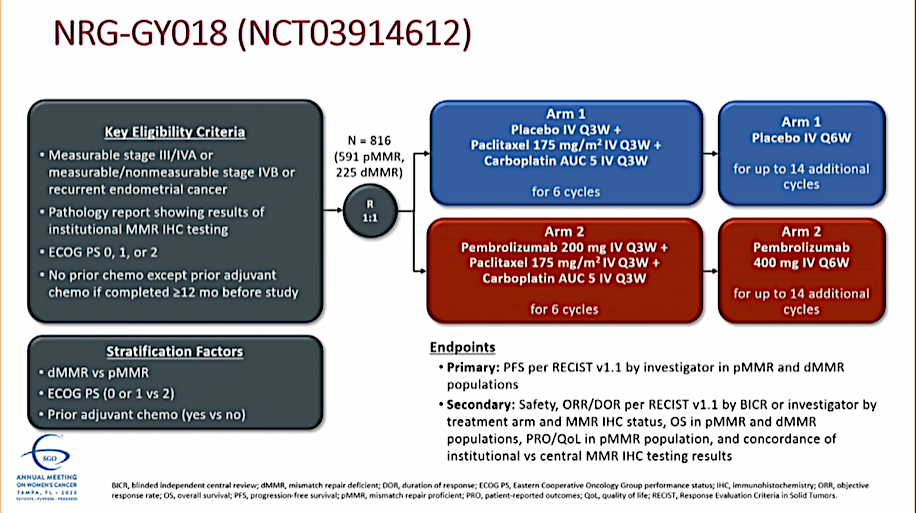 NRG-GY018 (NCT03914612)
Key Eligibility Criteria
• Measurable stage III/IVA or
measurable/nonmeasurable stage IVB or
recurrent endometrial cancer
• Pathology report showing results of
institutional MMR IHC testing
• ECOG PS 0, 1, or 2
• No prior chemo except prior adjuvant
chemo if completed ≥12 mo before study
Stratification Factors
• dMMR vs pMMR
• ECOG PS (0 or 1 vs 2)
• Prior adjuvant chemo (yes vs no)
N = 816
(591 pMMR,
225 dMMR)
R
1:1
Arm 1
Placebo IV Q3W +
Paclitaxel 175 mg/m² IV Q3W +
Carboplatin AUC 5 IV Q3W
for 6 cycles
Arm 1
Placebo IV Q6W
for up to 14 additional
cycles
Arm 2
Pembrolizumab 200 mg IV Q3W +
Paclitaxel 175 mg/m² IV Q3W +
Carboplatin AUC 5 IV Q3W
for 6 cycles
Arm 2
Pembrolizumab
400 mg IV Q6W
for up to 14 additional
cycles
Endpoints
• Primary: PFS per RECIST v1.1 by investigator in pMMR and dMMR
populations
• Secondary: Safety, ORR/DOR per RECIST v1.1 by BICR or investigator by
treatment arm and MMR IHC status, OS in pMMR and dMMR
populations, PRO/QoL in pMMR population, and concordance of
institutional vs central MMR IHC testing results
SGO
ANNUAL MEETING
ON WOMEN'S CANCER
TAMPA, FL • 2023
PATIENTS • PURPOSE • PROGRESS
BICR, blinded independent central review; dMMR, mismatch repair deficient; DOR, duration of response; ECOG PS, Eastern Cooperative Oncology Group performance status; IHC, immunohistochemistry; ORR, objective
response rate; OS, overall survival; PFS, progression-free survival; pMMR, mismatch repair proficient; PRO, patient-reported outcomes; QoL, quality of life; RECIST, Response Evaluation Criteria in Solid Tumors.